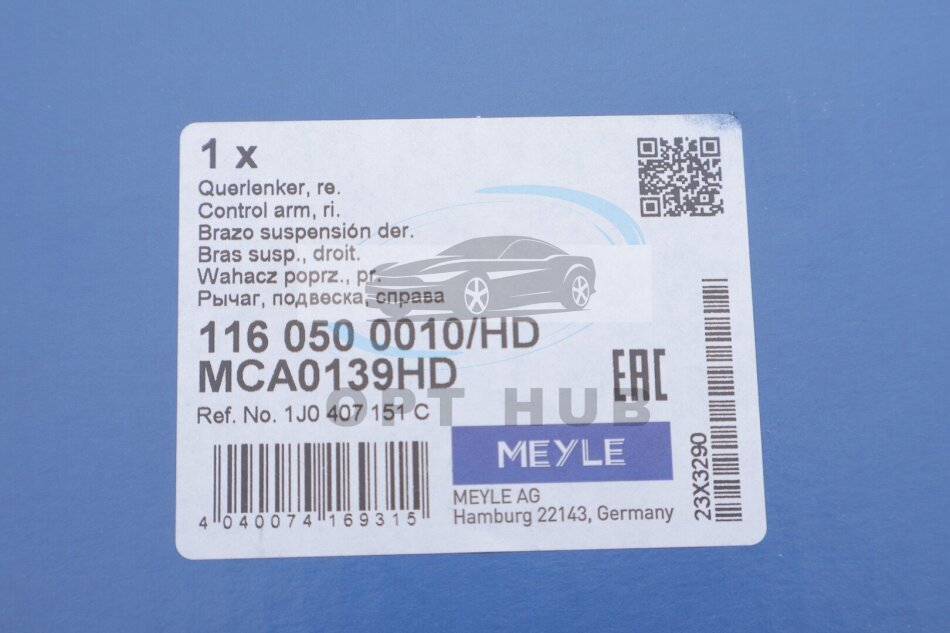 1 x
Querlenker, re.
Control arm, ri.
Brazo suspensión der.
Bras susp., droit.
Wahacz poprz., pr.
Рычаг, подвеска, справа
116 050 0010/HD
MCA0139HD
EAC
OPT HUB
Ref. No. 1J0 407 151 C
MEYLE
MEYLE AG
Hamburg 22143, Germany
4 040074 169315
23X3290